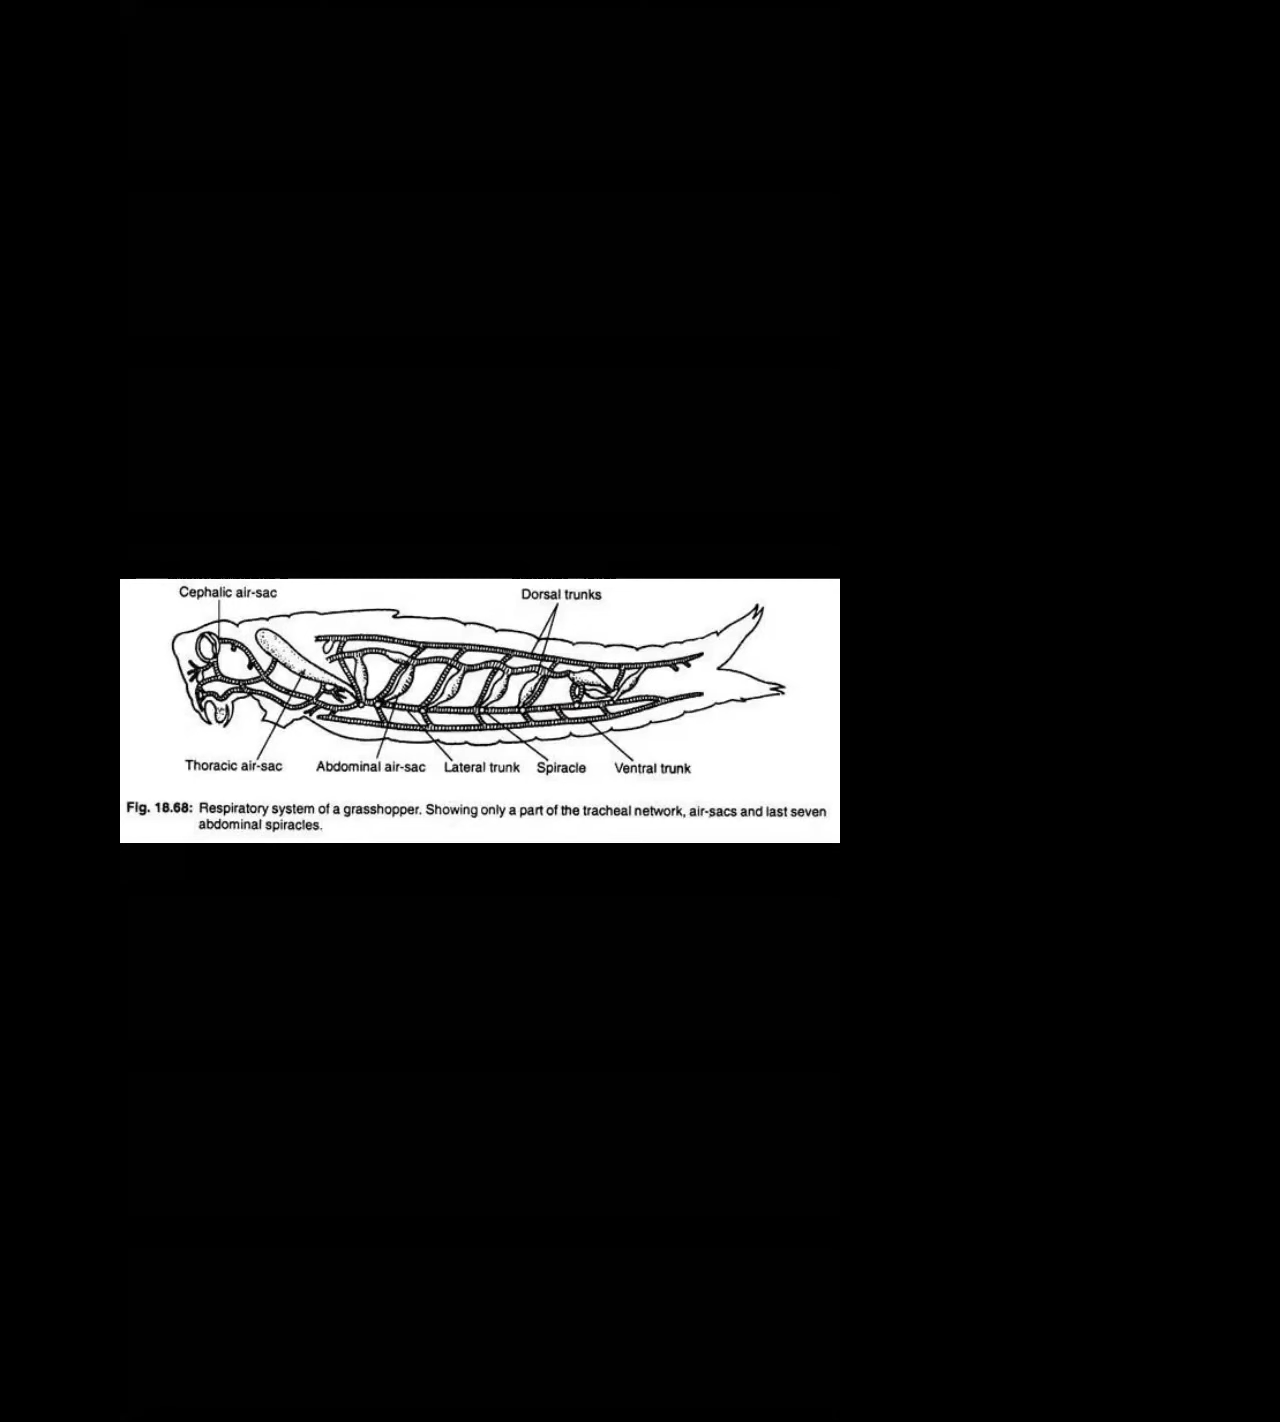 Cephalic air-sac
Dorsal trunks
Thoracic air-sac
Abdominal air-sac
Lateral trunk
Spiracle
Ventral trunk
Fig. 18.68: Respiratory system of a grasshopper. Showing only a part of the tracheal network, air-sacs and last seven
abdominal spiracles.